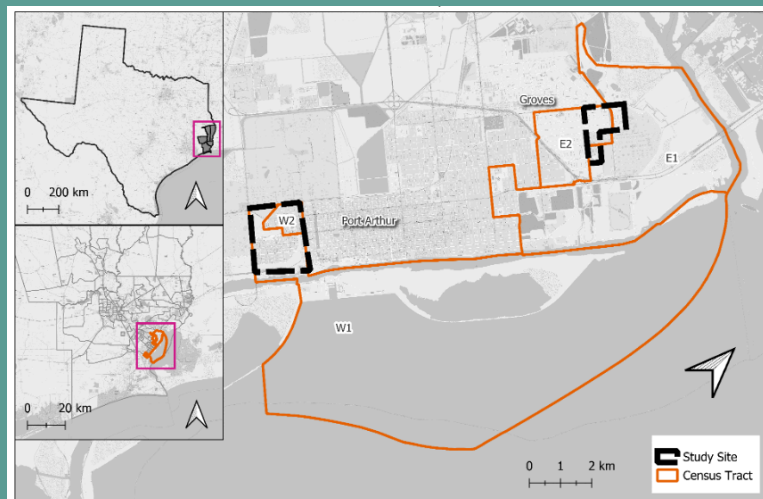 0 200 km
0 20 km
Groves
E2
E1
W2
Port Arthur
W1
0 1 2 km
Study Site
Census Tract